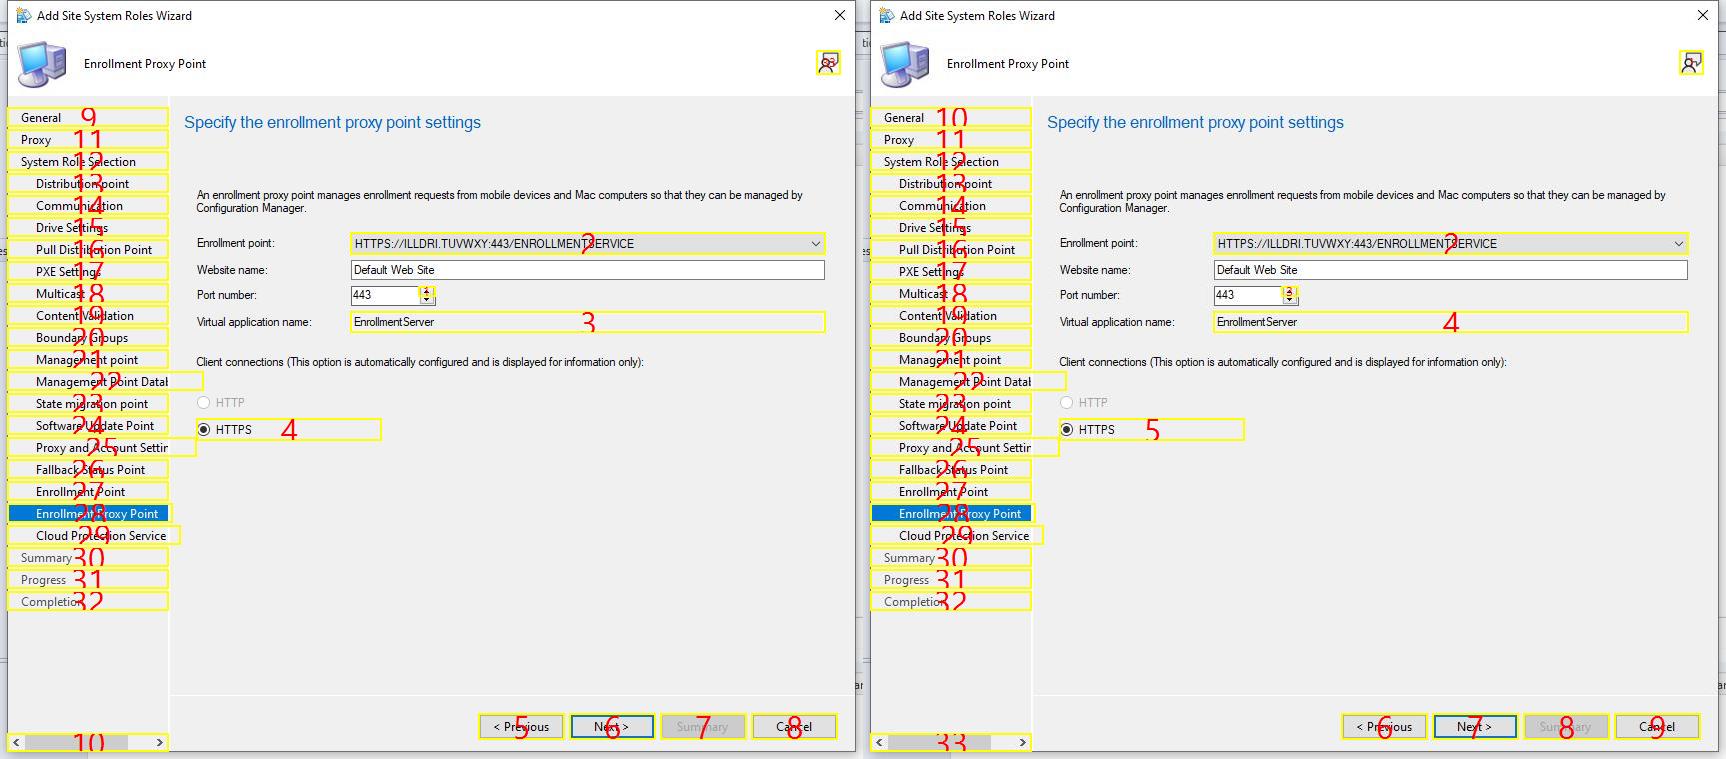 Add Site System Roles Wizard
Enrollment Proxy Point
General 9
Proxy 11
System Role Selection 12
Distribution point 13
Communication 14
Drive Settings 15
Pull Distribution Point 16
PXE Settings 17
Multicast 18
Content Validation 19
Boundary Groups 20
Management point 21
Management Point Datab 22
State migration point 23
Software Update Point 24
Proxy and Account Settin 25
Fallback Status Point 26
Enrollment Point 27
Enrollment Proxy Point 28
Cloud Protection Service 29
Summary 30
Progress 31
Completion 32
10
Specify the enrollment proxy point settings
An enrollment proxy point manages enrollment requests from mobile devices and Mac computers so that they can be managed by
Configuration Manager.
Enrollment point: HTTPS://ILLDRI.TUVWXY:443/ENROLLMENTSERVICE 2
Website name: Default Web Site
Port number: 443
Virtual application name: EnrollmentServer 3
Client connections (This option is automatically configured and is displayed for information only):
HTTP
HTTPS 4
< Previous 5 Next > 6 Summary 7 Cancel 8
Add Site System Roles Wizard
Enrollment Proxy Point
General 10
Proxy 11
System Role Selection 12
Distribution point 13
Communication 14
Drive Settings 15
Pull Distribution Point 16
PXE Settings 17
Multicast 18
Content Validation 19
Boundary Groups 20
Management point 21
Management Point Datab 22
State migration point 23
Software Update Point 24
Proxy and Account Settin 25
Fallback Status Point 26
Enrollment Point 27
Enrollment Proxy Point 28
Cloud Protection Service 29
Summary 30
Progress 31
Completion 32
33
Specify the enrollment proxy point settings
An enrollment proxy point manages enrollment requests from mobile devices and Mac computers so that they can be managed by
Configuration Manager.
Enrollment point: HTTPS://ILLDRI.TUVWXY:443/ENROLLMENTSERVICE 2
Website name: Default Web Site
Port number: 443
Virtual application name: EnrollmentServer 4
Client connections (This option is automatically configured and is displayed for information only):
HTTP
HTTPS 5
< Previous 6 Next > 7 Summary 8 Cancel 9